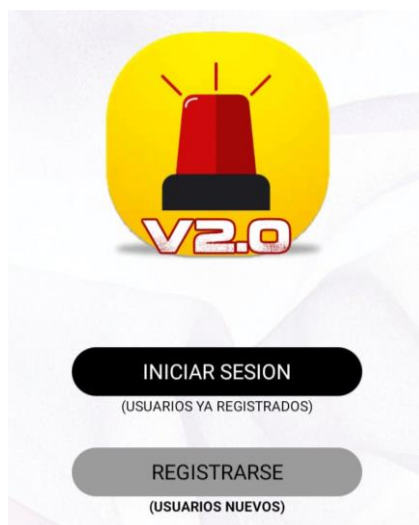 V2.0
INICIAR SESION
(USUARIOS YA REGISTRADOS)
REGISTRARSE
(USUARIOS NUEVOS)